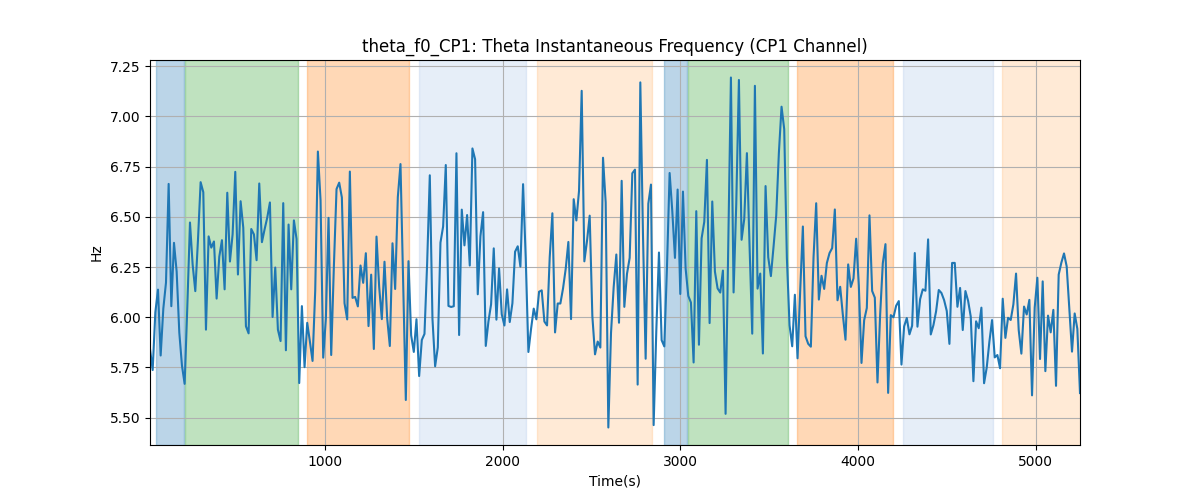 theta_f0_CP1: Theta Instantaneous Frequency (CP1 Channel)
7.25
7.00
6.75
6.50
6.25
6.00
5.75
5.50
Hz
1000 2000 3000 4000 5000
Time(s)